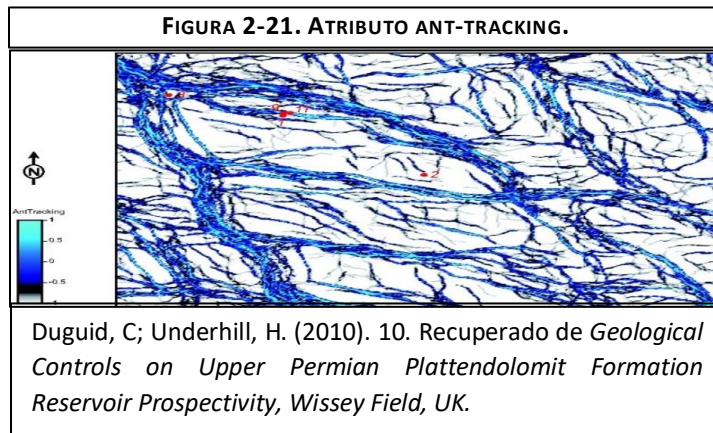 FIGURA 2-21. ATRIBUTO ANT-TRACKING.
N
AntTracking
1
0.5
0
-0.5
2
Duguid, C; Underhill, H. (2010). 10. Recuperado de Geological
Controls on Upper Permian Plattendolomit Formation
Reservoir Prospectivity, Wissey Field, UK.